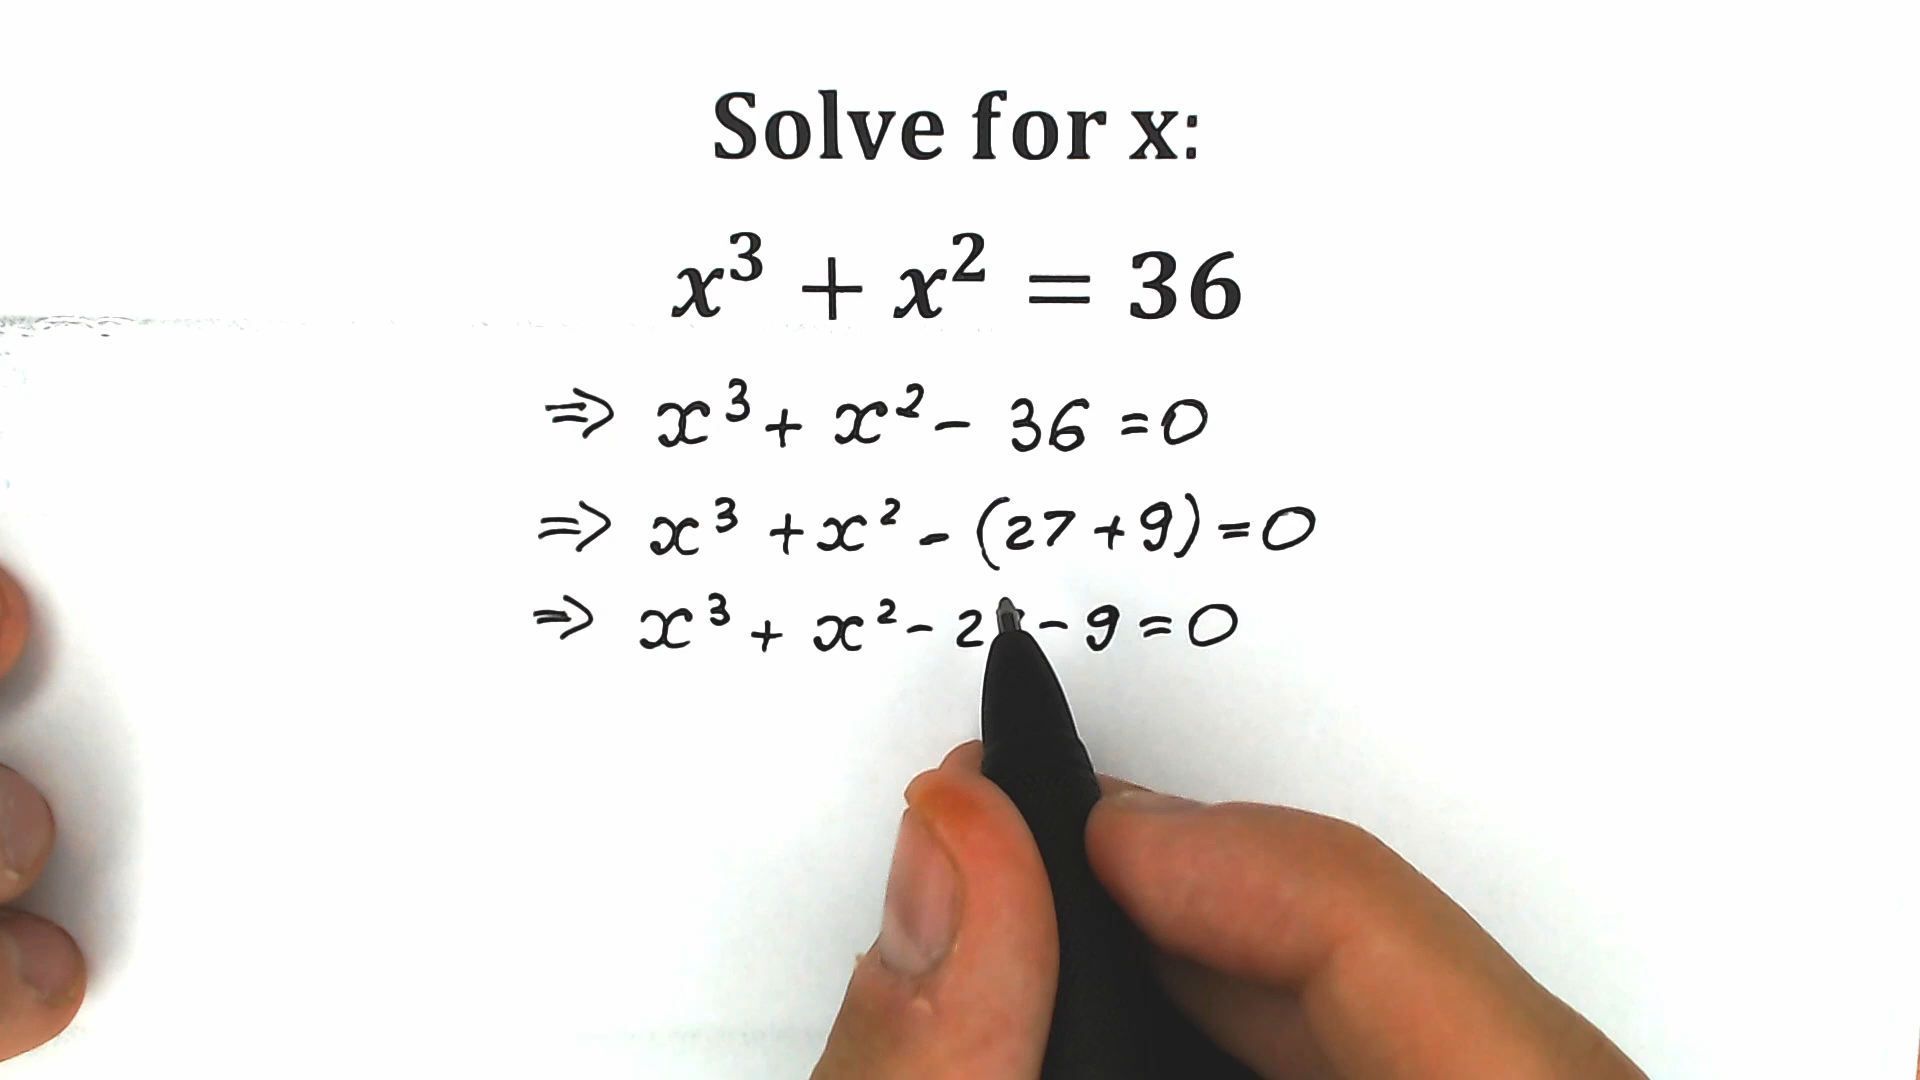 Solve for x:
x³ + x² = 36
⇒ x³ + x² - 36 = 0
⇒ x³ + x² - (27 + 9) = 0
⇒ x³ + x² - 2 - 9 = 0